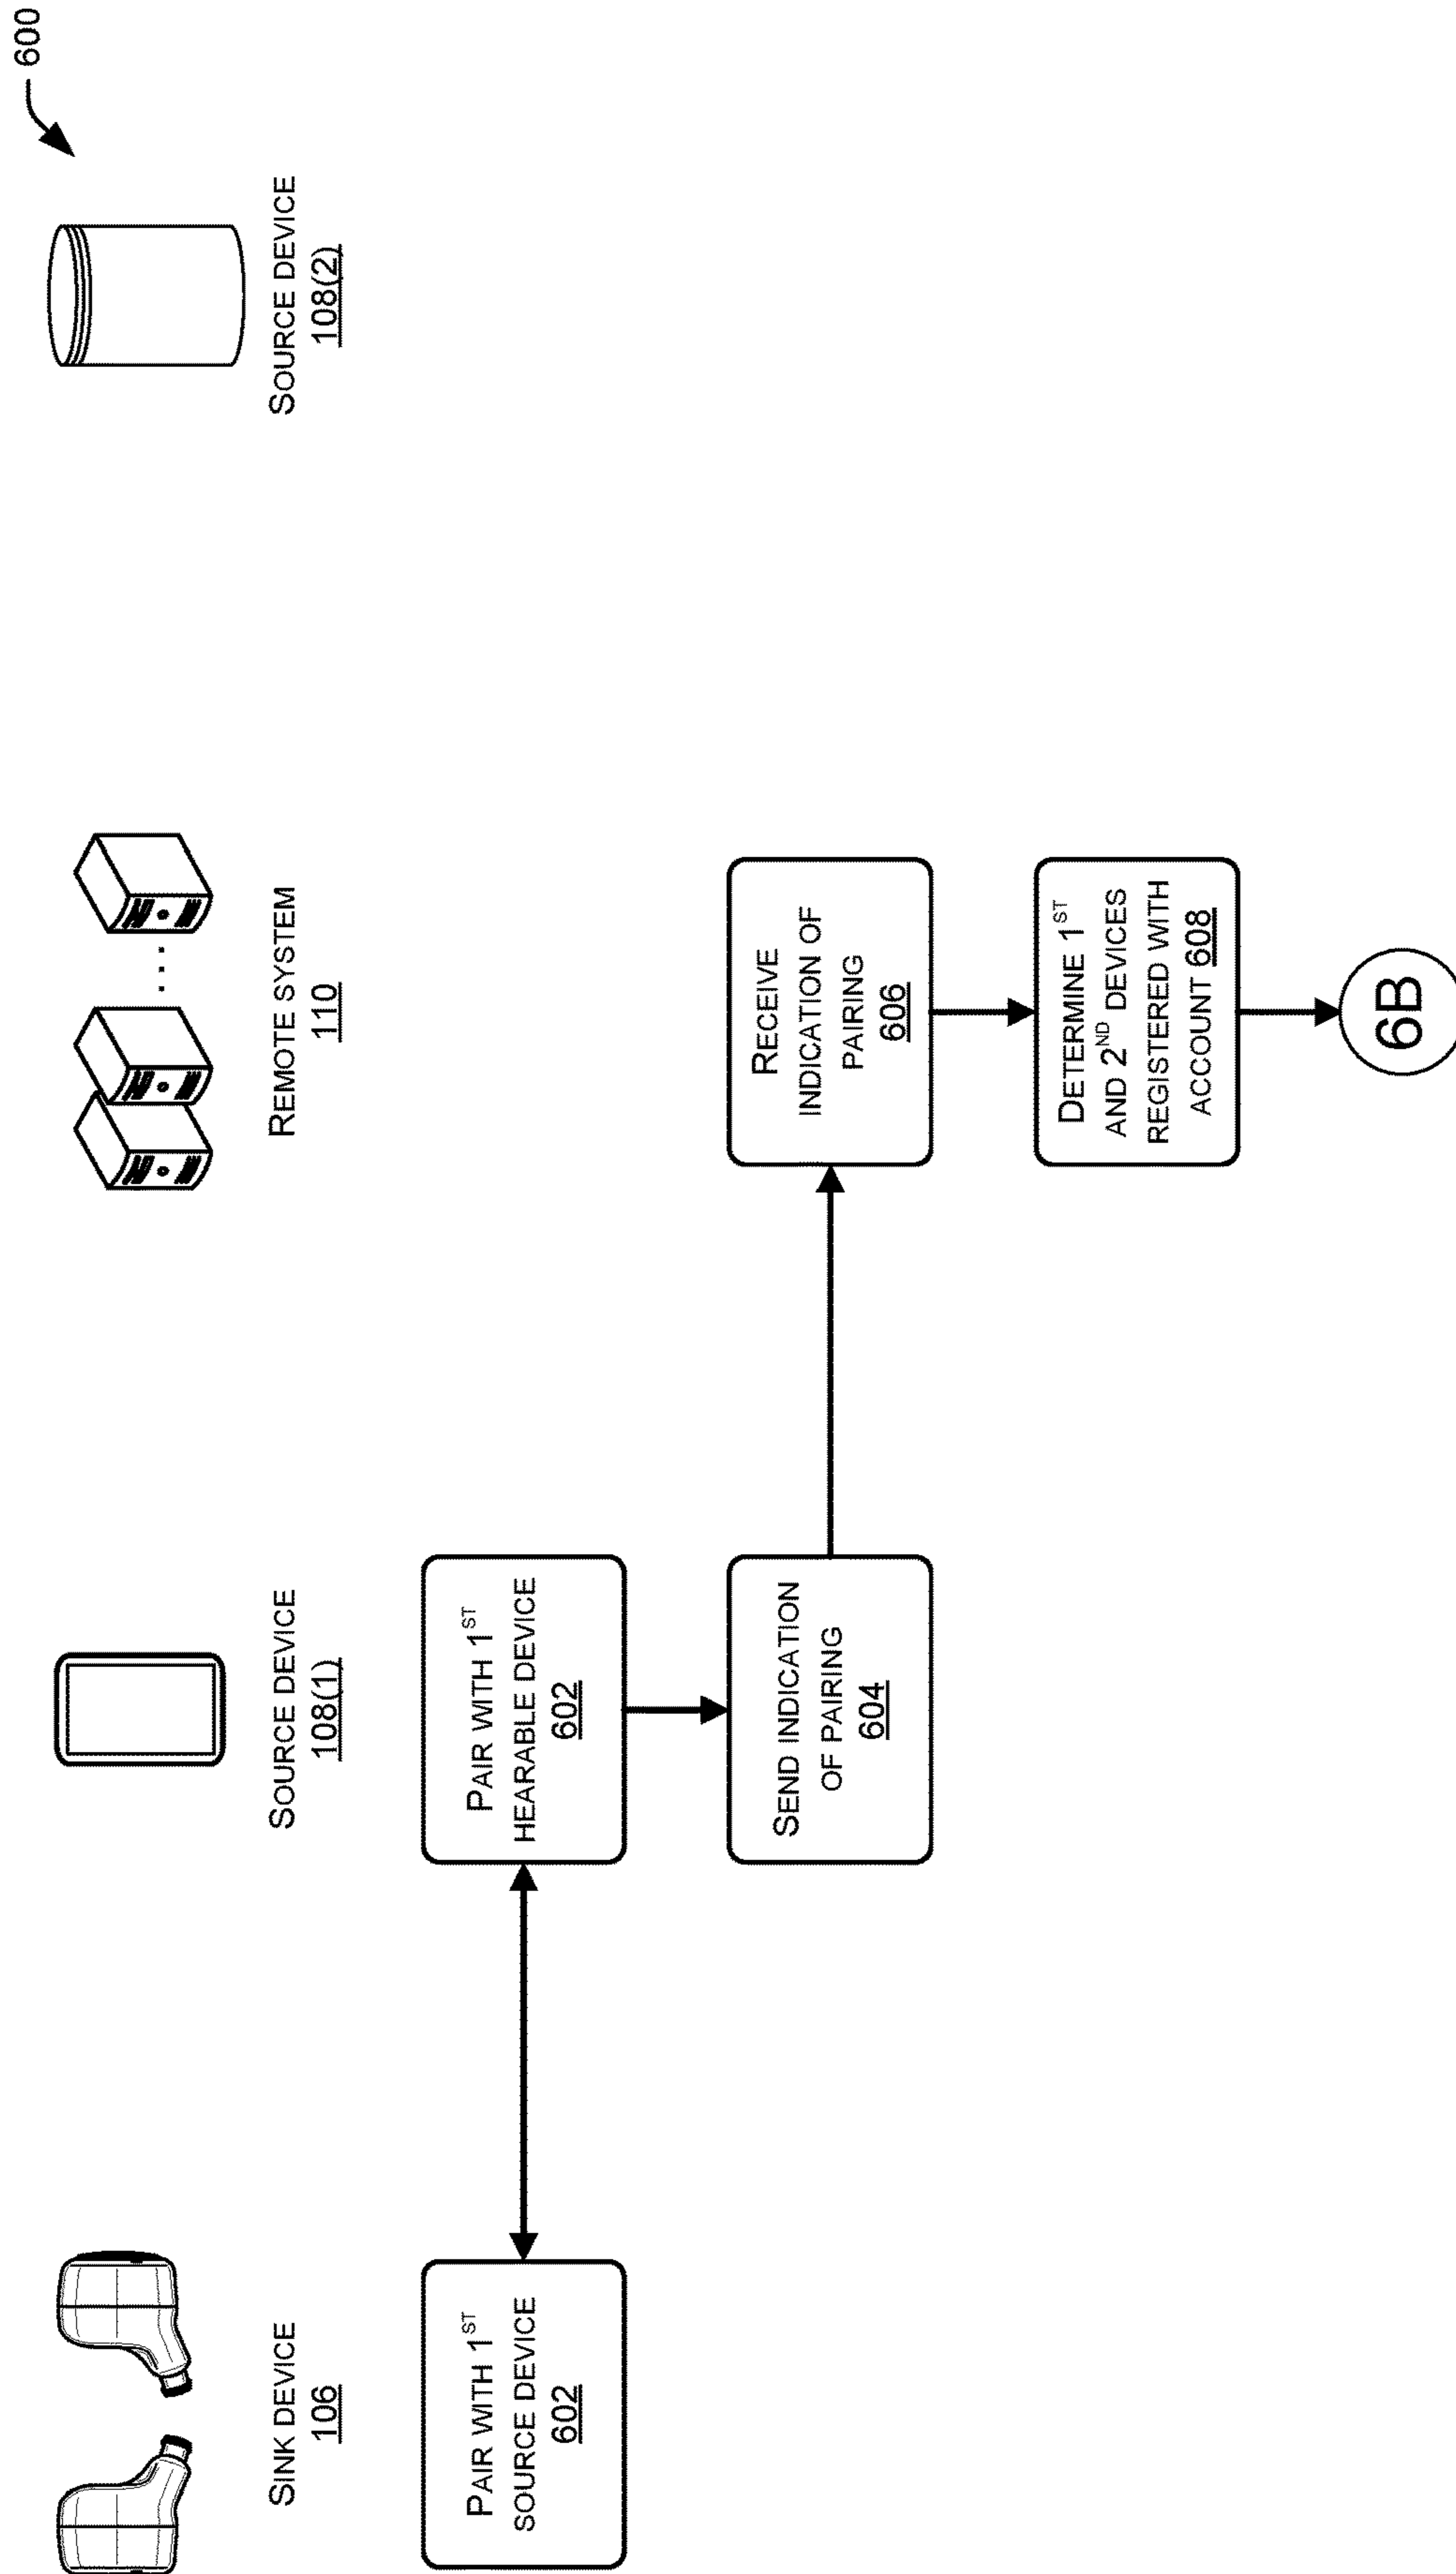 600
SINK DEVICE
106
SOURCE DEVICE
108(1)
REMOTE SYSTEM
110
SOURCE DEVICE
108(2)
PAIR WITH 1ST
SOURCE DEVICE
602
PAIR WITH 1ST
HEARABLE DEVICE
602
SEND INDICATION
OF PAIRING
604
RECEIVE
INDICATION OF
PAIRING
606
DETERMINE 1ST
AND 2ND DEVICES
REGISTERED WITH
ACCOUNT 608
6B